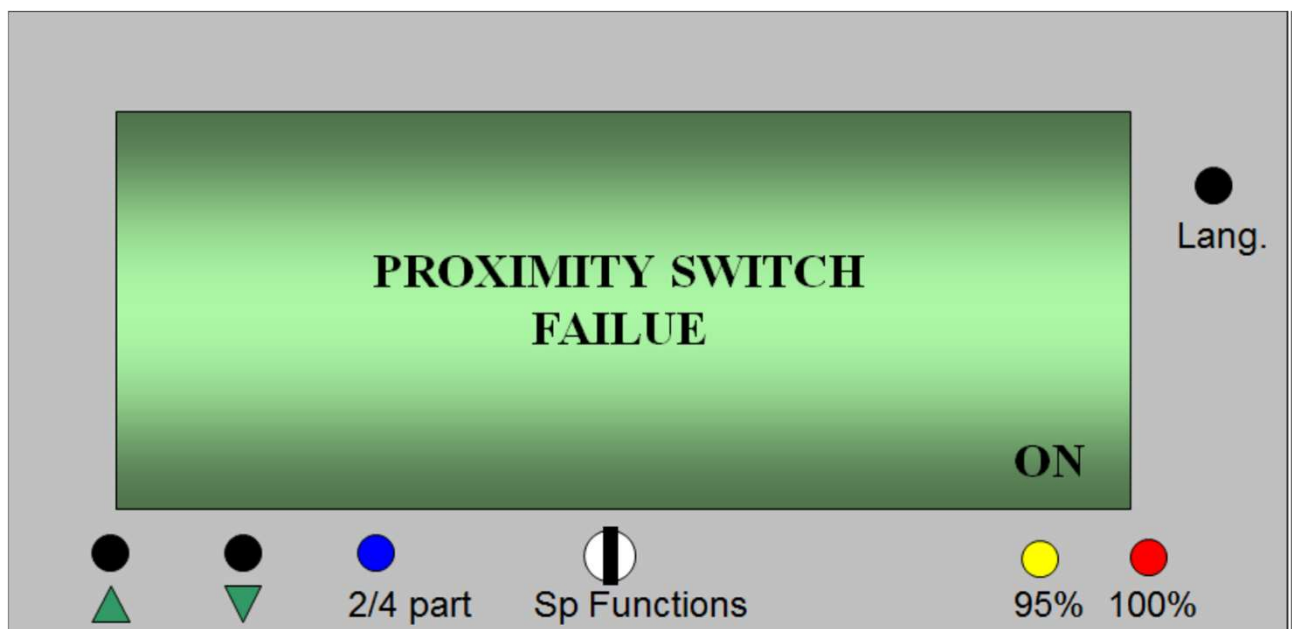 Lang.
PROXIMITY SWITCH
FAILUE
ON
2/4 part
Sp Functions
95%
100%